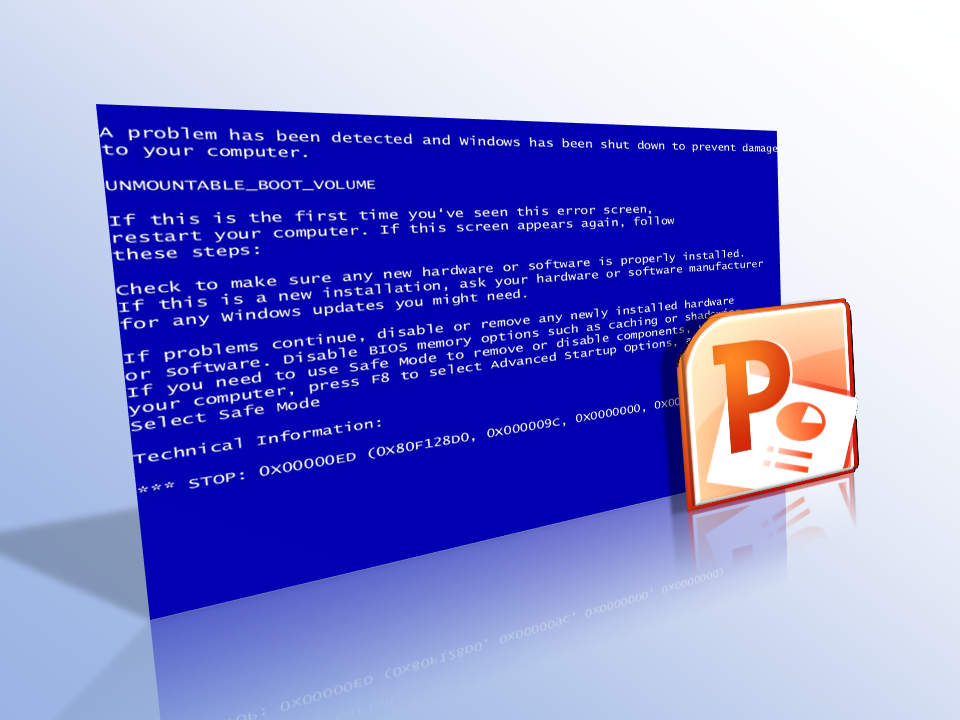 A problem has been detected and Windows has been shut down to prevent damage
to your computer.
UNMOUNTABLE_BOOT_VOLUME
If this is the first time you‘ve seen this error screen,
restart your computer. If this screen appears again, follow
these steps:
Check to make sure any new hardware or software is properly installed.
If this is a new installation, ask your hardware or software manufacturer
for any Windows updates you might need.
If problems continue, disable or remove any newly installed hardware
or software. Disable BIOS memory options such as caching or shadowing
If you need to use Safe Mode to remove or disable components,
your computer, press F8 to select Advanced Startup Options,
Select Safe Mode
Technical Information:
*** STOP: 0X00000ED (0X80F128D0, 0X000009C, 0X0000000,
P